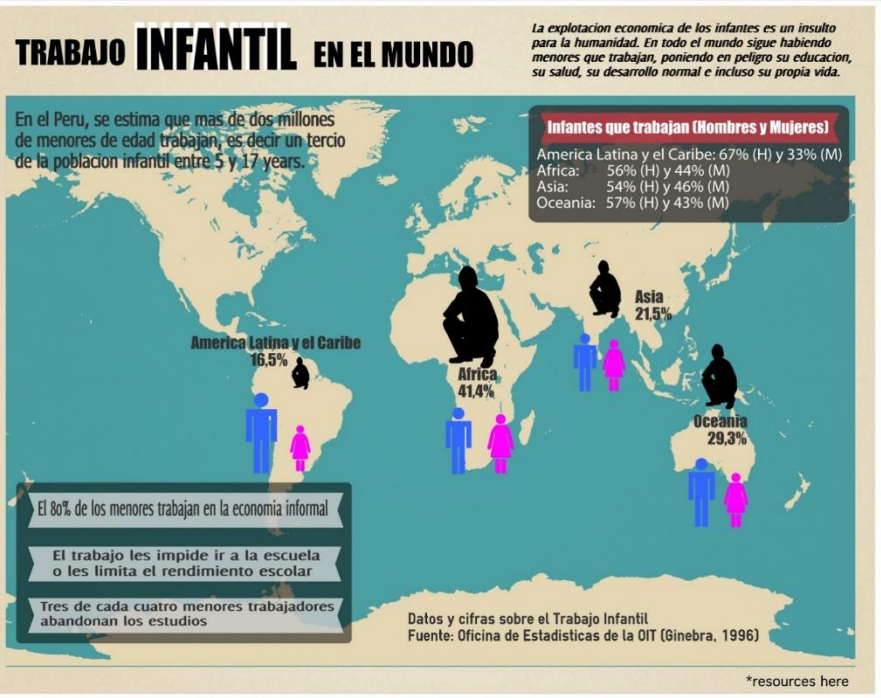 TRABAJO INFANTIL EN EL MUNDO
La explotacion economica de los infantes es un insulto
para la humanidad. En todo el mundo sigue habiendo
menores que trabajan, poniendo en peligro su educacion,
su salud, su desarrollo normal e incluso su propia vida.
En el Peru, se estima que mas de dos millones
de menores de edad trabajan, es decir un tercio
de la poblacion infantil entre 5 y 17 years.
Infantes que trabajan (Hombres y Mujeres)
America Latina y el Caribe: 67% (H) y 33% (M)
Africa: 56% (H) y 44% (M)
Asia: 54% (H) y 46% (M)
Oceania: 57% (H) y 43% (M)
Asia
21,5%
America Latina y el Caribe
16,5%
Africa
41,4%
Oceania
29,3%
El 80% de los menores trabajan en la economia informal
El trabajo les impide ir a la escuela
o les limita el rendimiento escolar
Tres de cada cuatro menores trabajadores
abandonan los estudios
Datos y cifras sobre el Trabajo Infantil
Fuente: Oficina de Estadisticas de la OIT (Ginebra, 1996)
*resources here